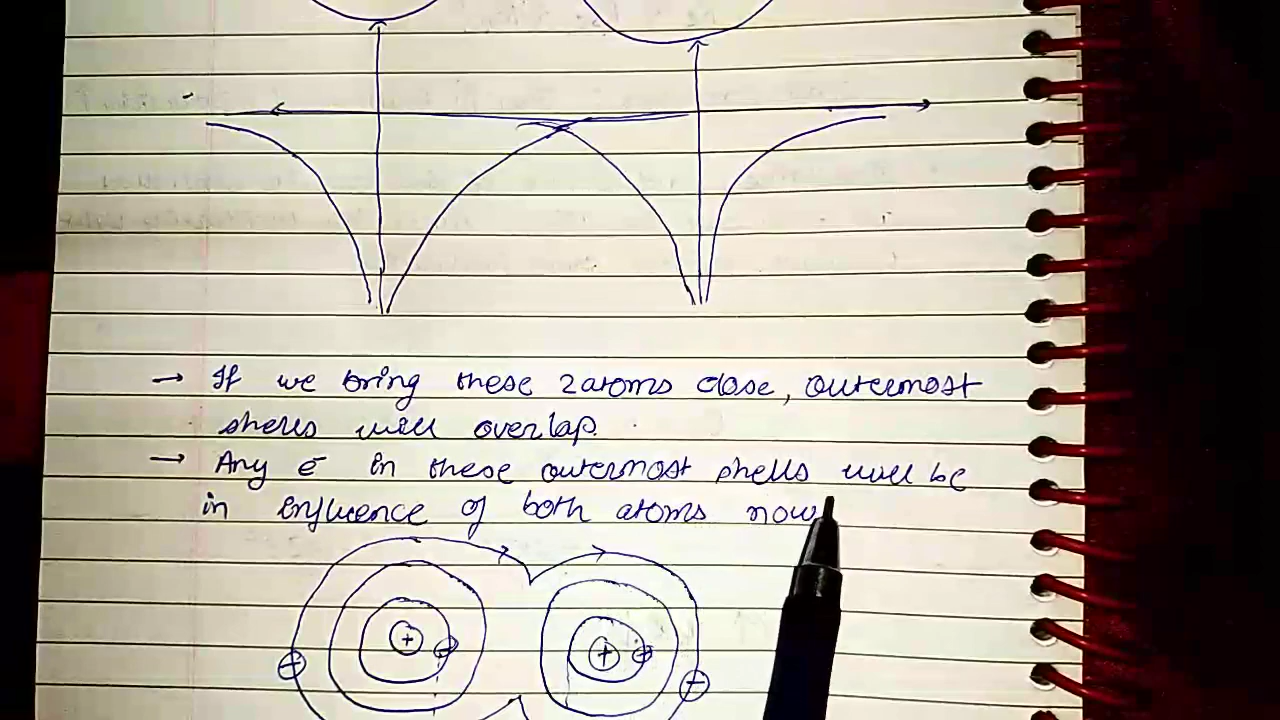 → If we bring these 2 atoms close, outermost
shells will overlap.
→ Any e⁻ in these outermost shells will be
in influence of both atoms now
+ +
- - - -